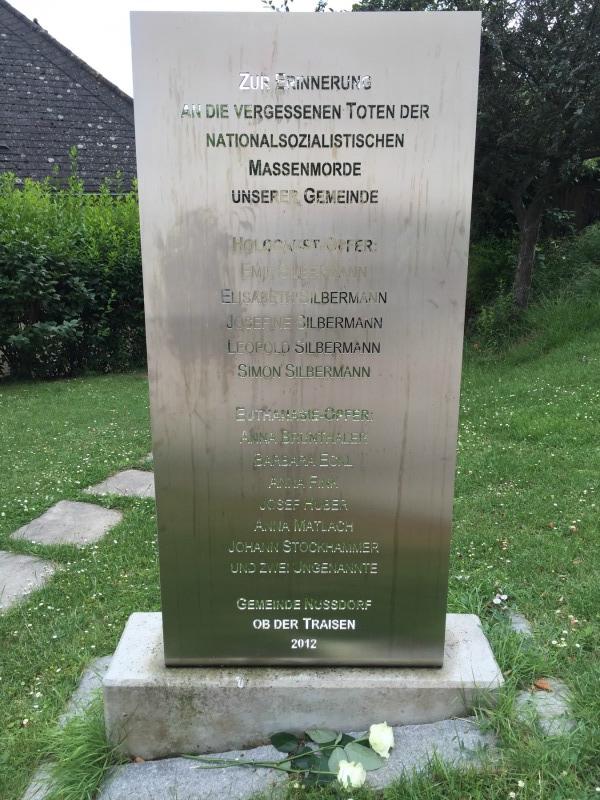 Zur Erinnerung
an die vergessenen Toten der
nationalsozialistischen
Massenmorde
unserer Gemeinde
Holocaust-Opfer:
Emil Silbermann
Elisabeth Silbermann
Josefine Silbermann
Leopold Silbermann
Simon Silbermann
Euthanasie-Opfer:
Anna Brunthaler
Barbara Eckl
Anna Fink
Josef Huber
Anna Matlach
Johann Stockhammer
und zwei Ungenannte
Gemeinde Nussdorf
ob der Traisen
2012